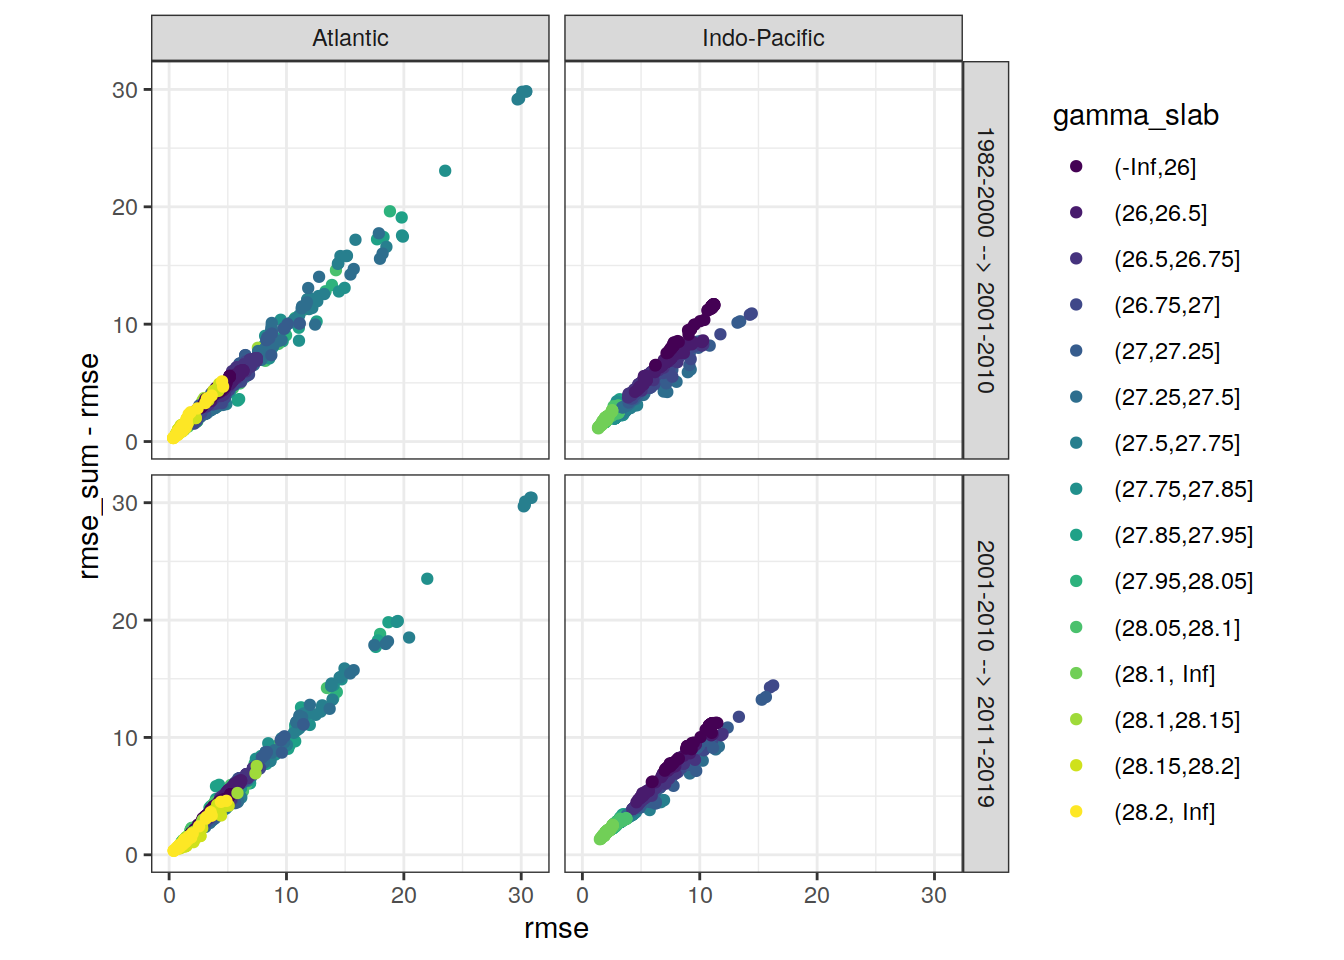 Atlantic
Indo-Pacific
30
20
10
0
1982-2000 --> 2001-2010
30
20
10
0
2001-2010 --> 2011-2019
0
10
20
30
0
10
20
30
rmse
rmse_sum - rmse
gamma_slab
(-Inf,26]
(26,26.5]
(26.5,26.75]
(26.75,27]
(27,27.25]
(27.25,27.5]
(27.5,27.75]
(27.75,27.85]
(27.85,27.95]
(27.95,28.05]
(28.05,28.1]
(28.1, Inf]
(28.1,28.15]
(28.15,28.2]
(28.2, Inf]